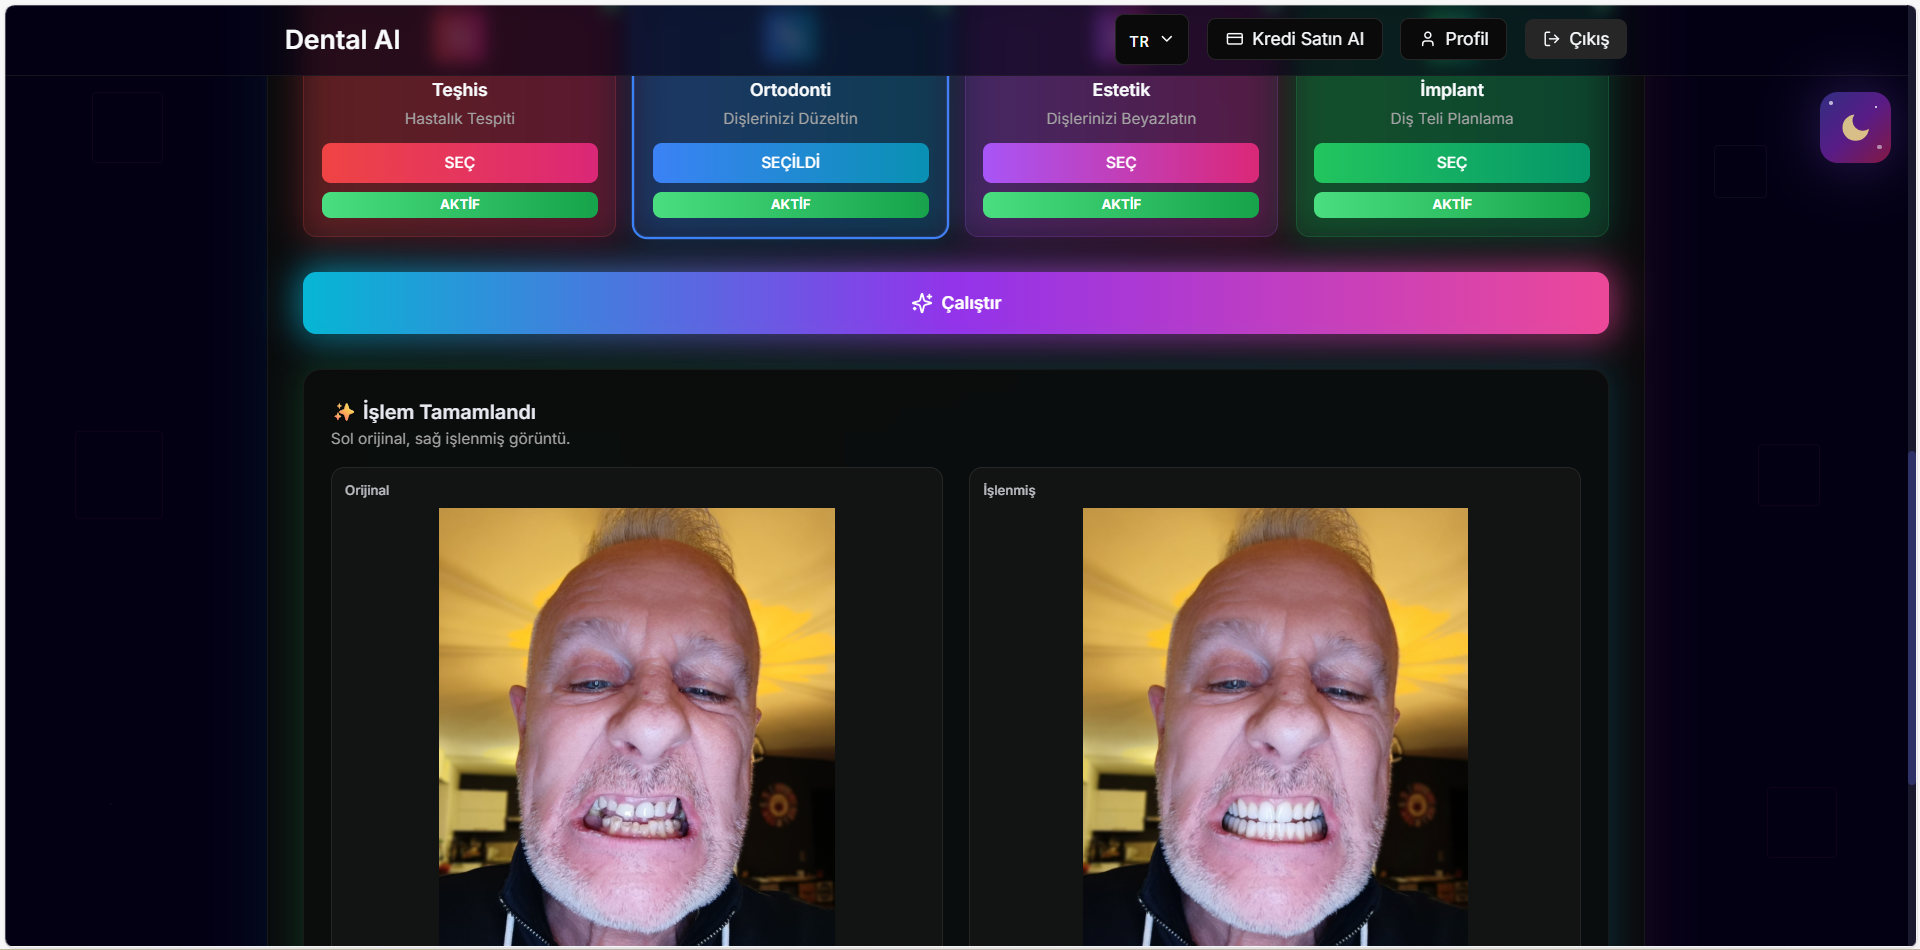 Dental AI
TR
Kredi Satın Al
Profil
Çıkış
Teşhis
Hastalık Tespiti
SEÇ
AKTİF
Ortodonti
Dişlerinizi Düzeltin
SEÇİLDİ
AKTİF
Estetik
Dişlerinizi Beyazlatın
SEÇ
AKTİF
İmplant
Diş Teli Planlama
SEÇ
AKTİF
Çalıştır
✨ İşlem Tamamlandı
Sol orijinal, sağ işlenmiş görüntü.
Orijinal
İşlenmiş